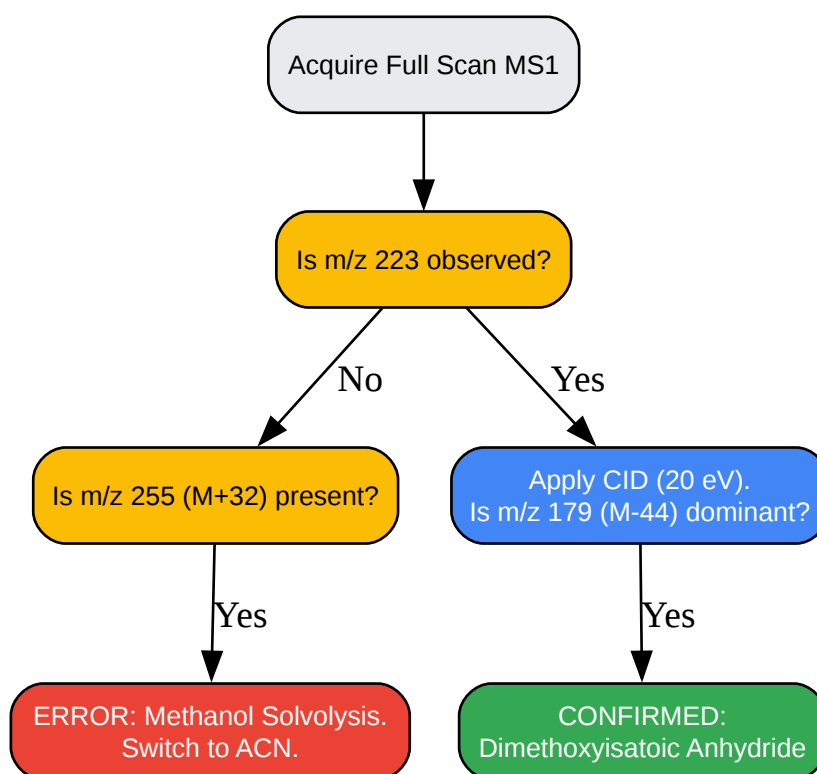 Acquire Full Scan MS1
Is m/z 223 observed?
No
Yes
Is m/z 255 (M+32) present?
Apply CID (20 eV).
Is m/z 179 (M-44) dominant?
Yes
Yes
ERROR: Methanol Solvolysis.
Switch to ACN.
CONFIRMED:
Dimethoxyisatoic Anhydride